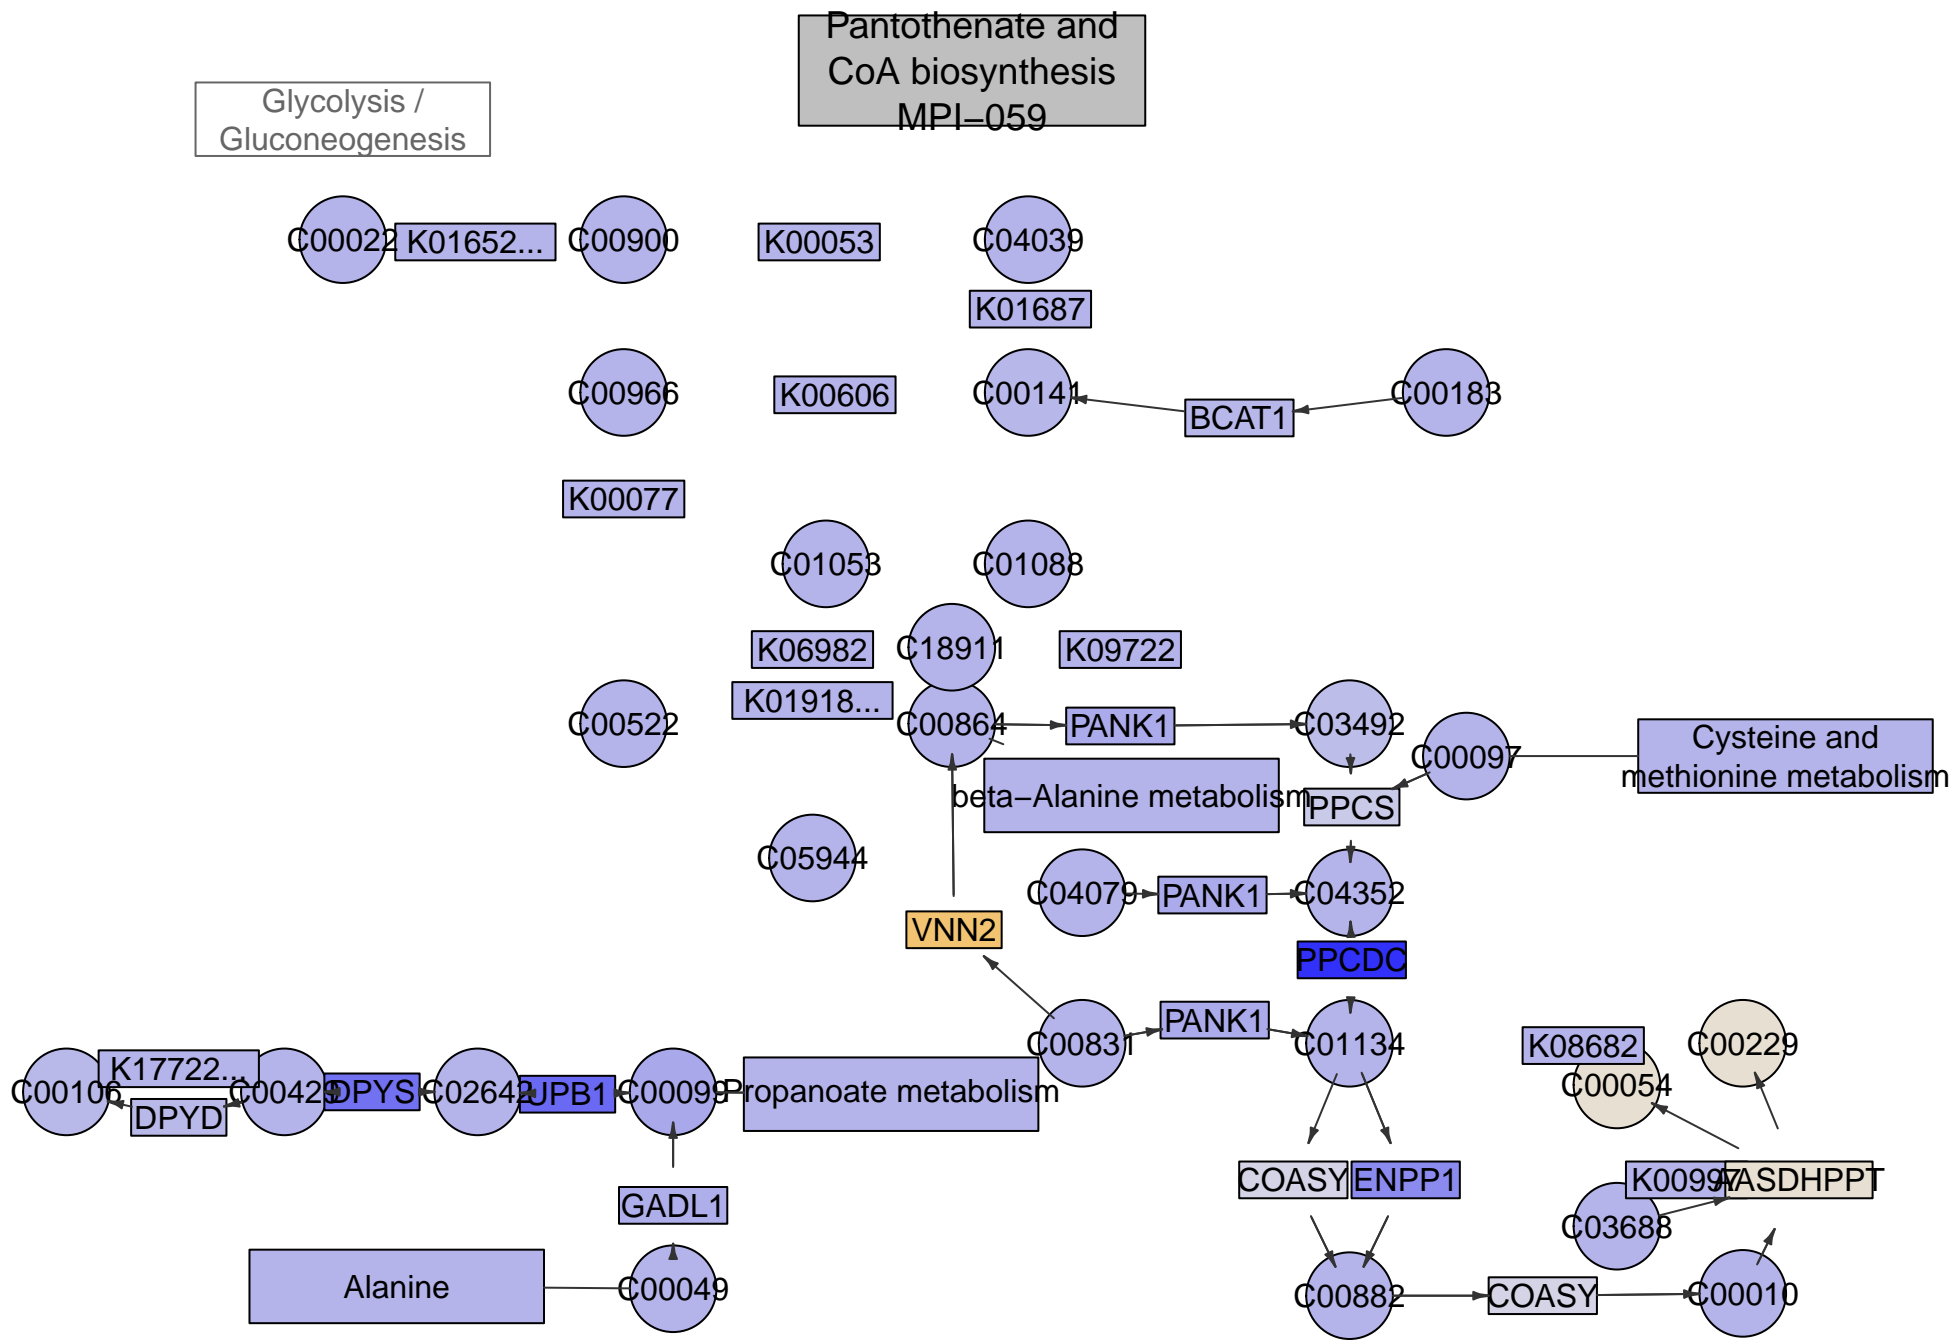 Pantothenate and
CoA biosynthesis
MPI−059
Glycolysis /
Gluconeogenesis
C00022
K01652...
C00900
K00053
C04039
K01687
C00966
K00606
C00141
BCAT1
C00183
K00077
C01053
C01088
K06982
C18911
K09722
K01918...
C00522
C00864
PANK1
C03492
C00097
Cysteine and
methionine metabolism
beta−Alanine metabolism
PPCS
C05944
C04079
PANK1
C04352
VNN2
PPCDC
C00831
PANK1
C01134
K08682
C00229
C00054
C00106
K17722...
DPYD
C00429
DPYS
C02642
UPB1
C00099
Propanoate metabolism
COASY
ENPP1
K00997
AASDHPPT
GADL1
C03688
Alanine
C00049
C00882
COASY
C00010